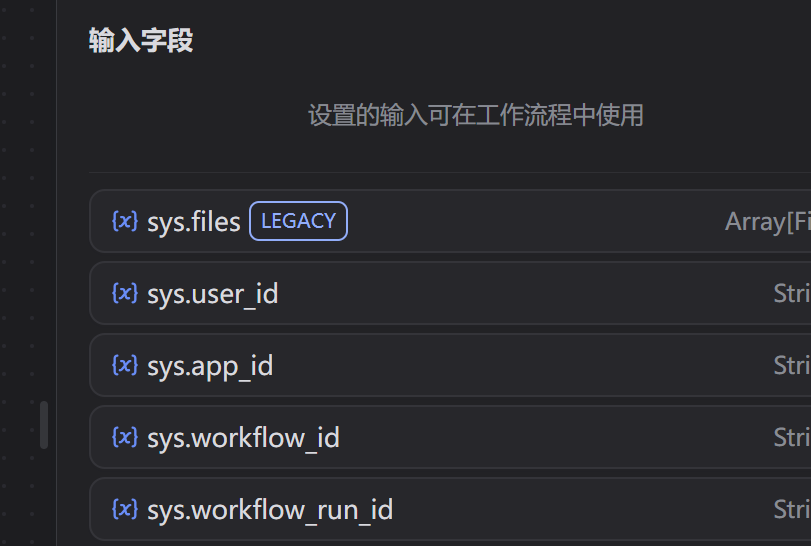 输入字段
设置的输入可在工作流程中使用
{x} sys.files LEGACY Array[Fi
{x} sys.user_id Stri
{x} sys.app_id Stri
{x} sys.workflow_id Stri
{x} sys.workflow_run_id Stri